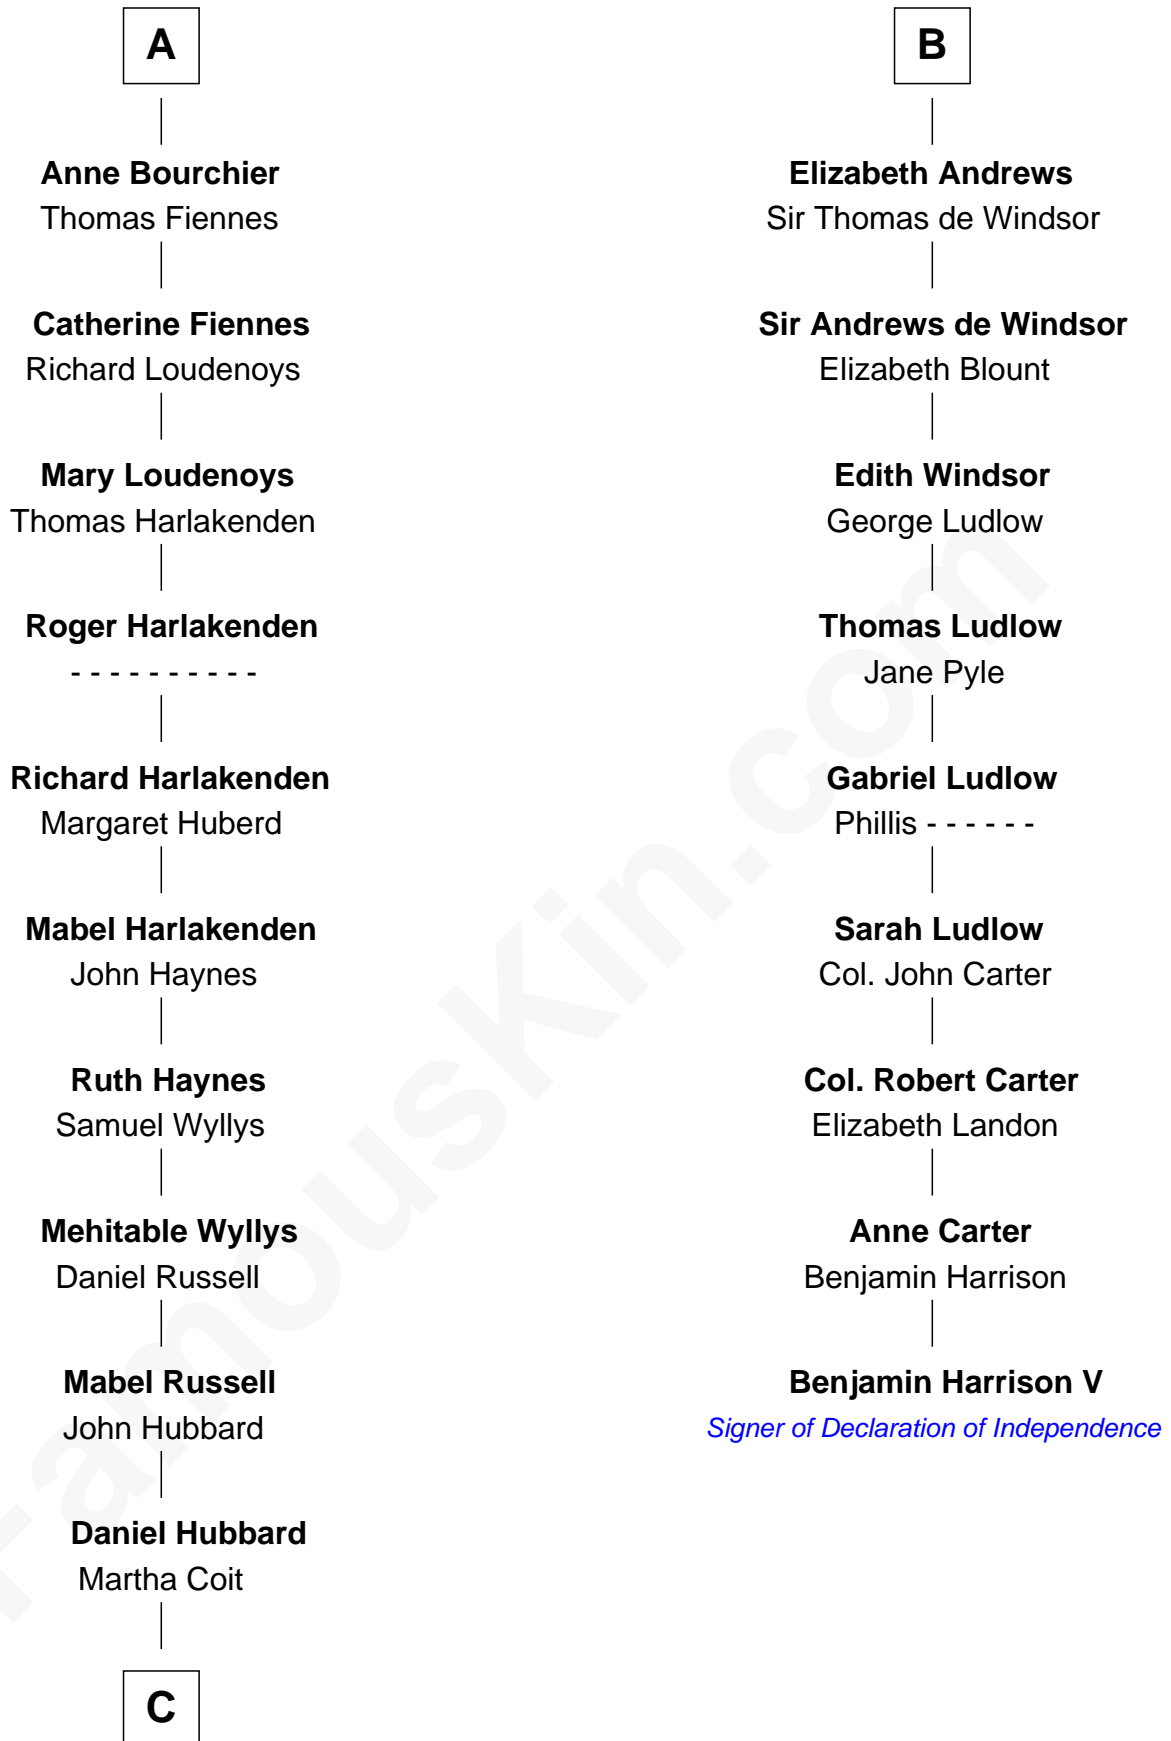 A
Anne Bourchier
Thomas Fiennes
Catherine Fiennes
Richard Loudenoys
Mary Loudenoys
Thomas Harlakenden
Roger Harlakenden
- - - - - - - - - -
Richard Harlakenden
Margaret Huberd
Mabel Harlakenden
John Haynes
Ruth Haynes
Samuel Wyllys
Mehitable Wyllys
Daniel Russell
Mabel Russell
John Hubbard
Daniel Hubbard
Martha Coit
C
B
Elizabeth Andrews
Sir Thomas de Windsor
Sir Andrews de Windsor
Elizabeth Blount
Edith Windsor
George Ludlow
Thomas Ludlow
Jane Pyle
Gabriel Ludlow
Phillis - - - - - -
Sarah Ludlow
Col. John Carter
Col. Robert Carter
Elizabeth Landon
Anne Carter
Benjamin Harrison
Benjamin Harrison V
Signer of Declaration of Independence
FamousKin.com